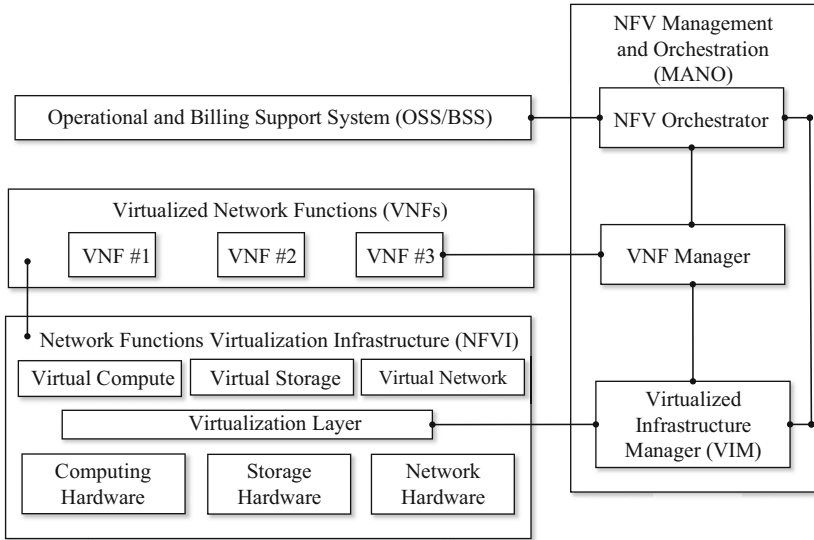 NFV Management
and Orchestration
(MANO)
Operational and Billing Support System (OSS/BSS)
NFV Orchestrator
Virtualized Network Functions (VNFs)
VNF #1
VNF #2
VNF #3
VNF Manager
Network Functions Virtualization Infrastructure (NFVI)
Virtual Compute
Virtual Storage
Virtual Network
Virtualization Layer
Virtualized
Infrastructure
Manager (VIM)
Computing
Hardware
Storage
Hardware
Network
Hardware